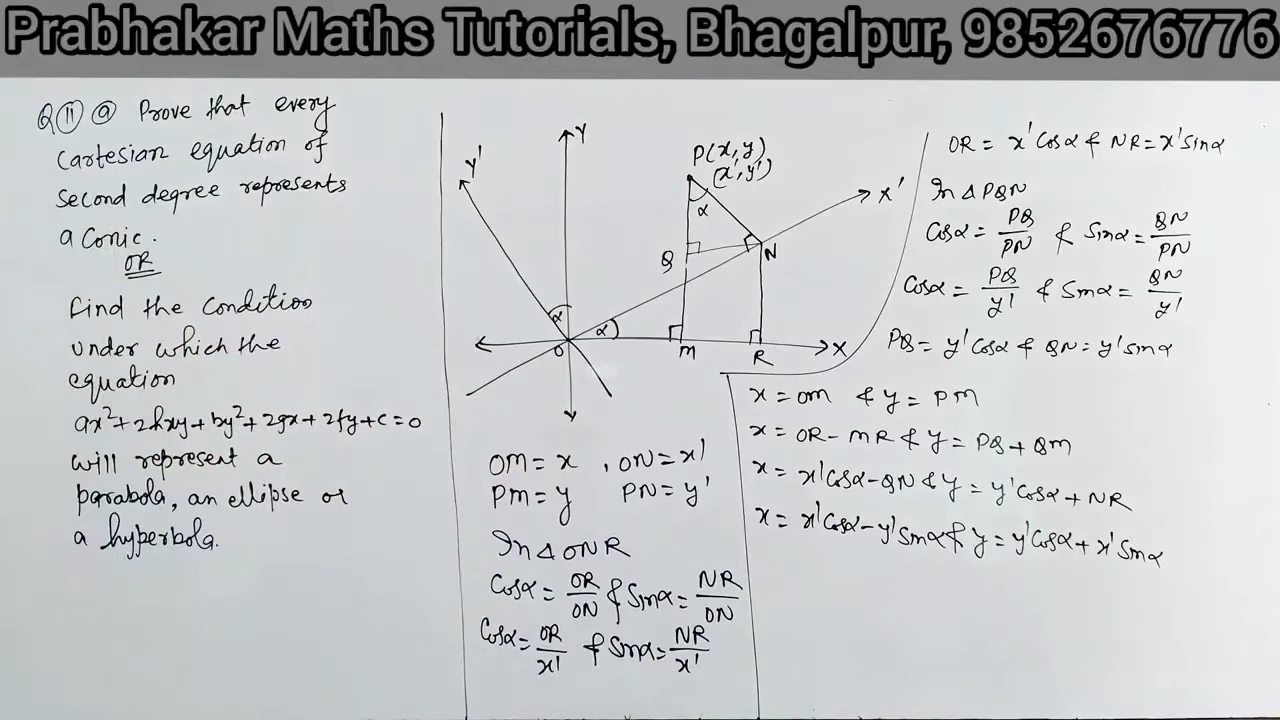 Prabhakar Maths Tutorials, Bhagalpur, 9852676776
Q 11 a Prove that every
Cartesian equation of
Second degree represents
a Conic.
OR
Find the condition
under which the
equation
ax²+2hxy+by²+2gx+2fy+c=0
will represent a
parabola, an ellipse or
a hyperbola.
Y
Y'
P(x,y)
(x',y')
X'
α
Q
N
α
α
O
M
R
X
OM = x , ON = x'
PM = y PN = y'
In Δ ONR
Cosα = OR/ON & Sinα = NR/ON
Cosα = OR/x' & Sinα = NR/x'
OR = x' Cosα & NR = x' Sinα
In Δ PQN
Cosα = PQ/PN & Sinα = QN/PN
Cosα = PQ/y' & Sinα = QN/y'
PQ = y' Cosα & QN = y' Sinα
x = OM & y = PM
x = OR - MR & y = PQ + QM
x = x' Cosα - QN & y = y' Cosα + NR
x = x' Cosα - y' Sinα & y = y' Cosα + x' Sinα